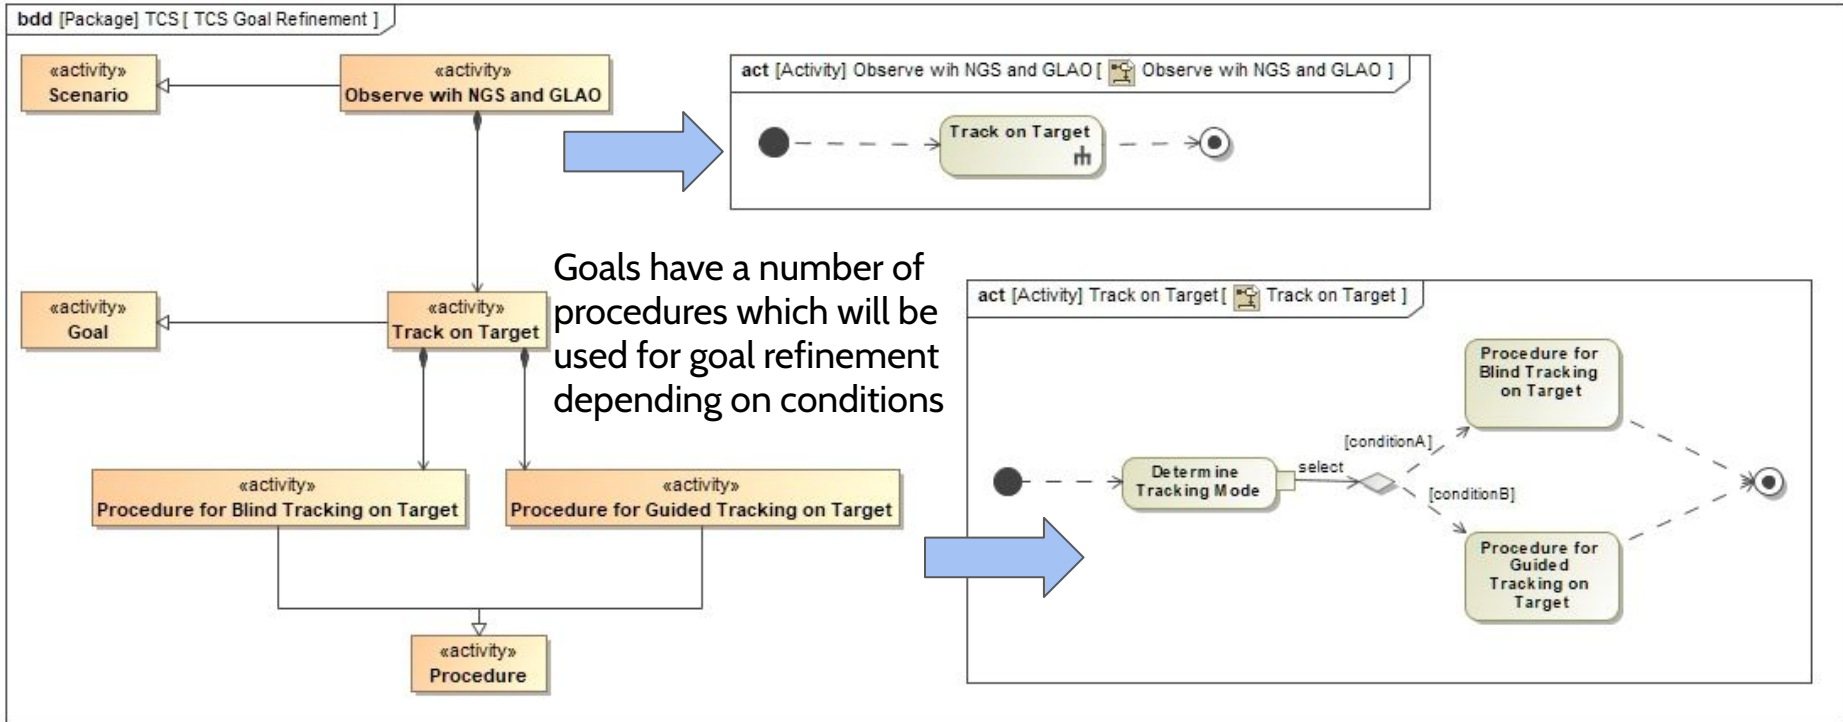 bdd [Package] TCS [ TCS Goal Refinement ]
«activity»
Scenario
«activity»
Observe wih NGS and GLAO
act [Activity] Observe wih NGS and GLAO [ Observe wih NGS and GLAO ]
Track on Target
«activity»
Goal
«activity»
Track on Target
Goals have a number of
procedures which will be
used for goal refinement
depending on conditions
«activity»
Procedure for Blind Tracking on Target
«activity»
Procedure for Guided Tracking on Target
«activity»
Procedure
act [Activity] Track on Target [ Track on Target ]
Determine
Tracking Mode
select
[conditionA]
[conditionB]
Procedure for
Blind Tracking
on Target
Procedure for
Guided
Tracking on
Target